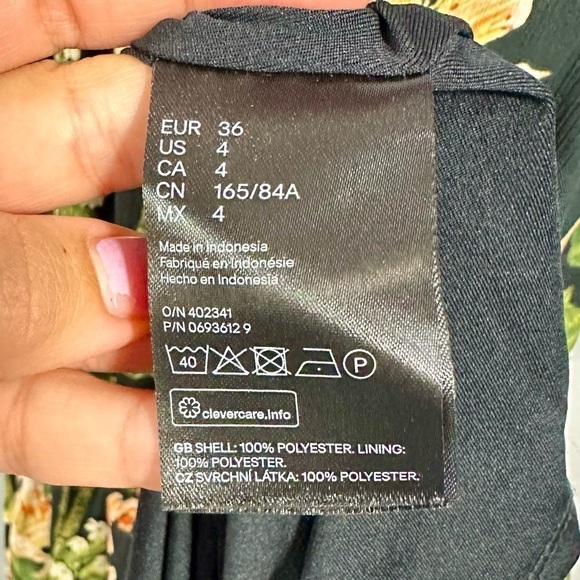 EUR 36
US 4
CA 4
CN 165/84A
MX 4
Made in Indonesia
Fabriqué en Indonésie
Hecho en Indonesia
O/N 402341
P/N 0693612 9
40 P
clevercare.info
GB SHELL: 100% POLYESTER. LINING:
100% POLYESTER.
CZ SVRCHNÍ LÁTKA: 100% POLYESTER.